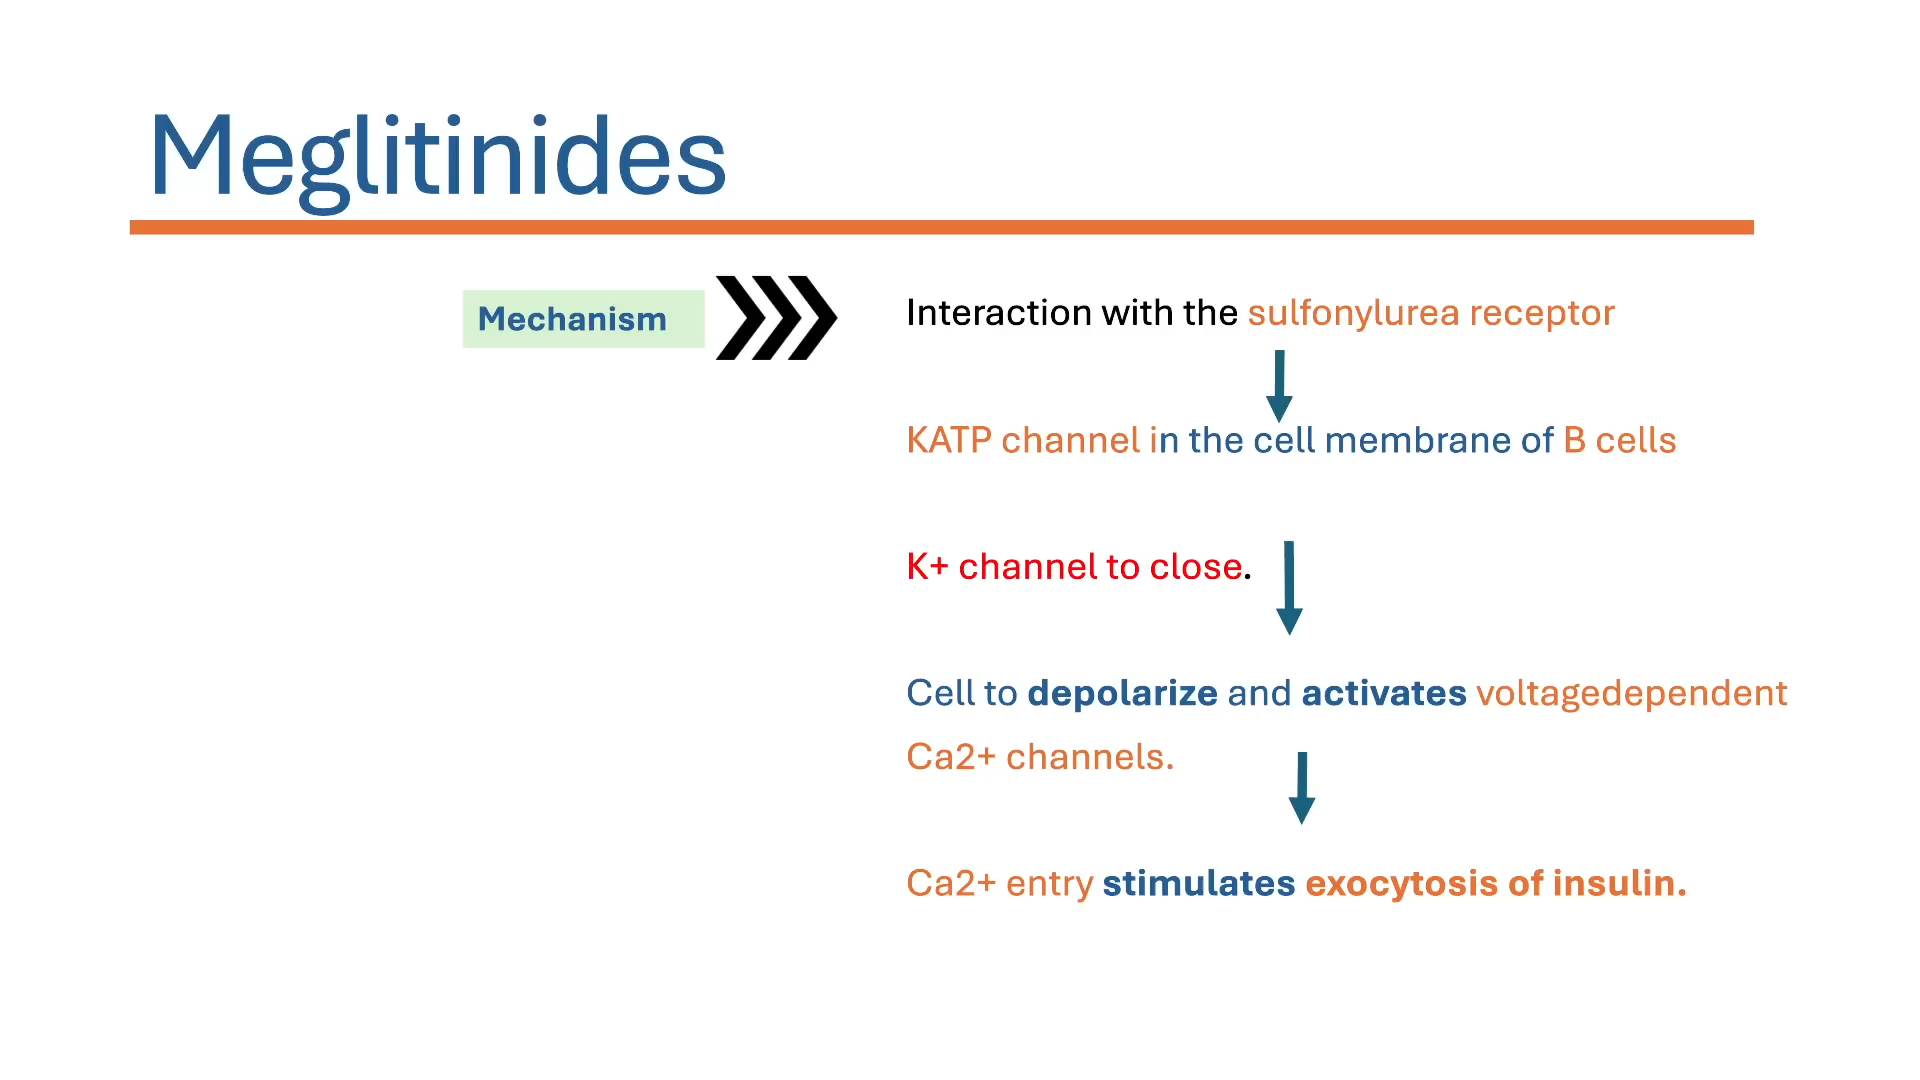 Meglitinides
Mechanism
Interaction with the sulfonylurea receptor
KATP channel in the cell membrane of B cells
K+ channel to close.
Cell to depolarize and activates voltagedependent
Ca2+ channels.
Ca2+ entry stimulates exocytosis of insulin.